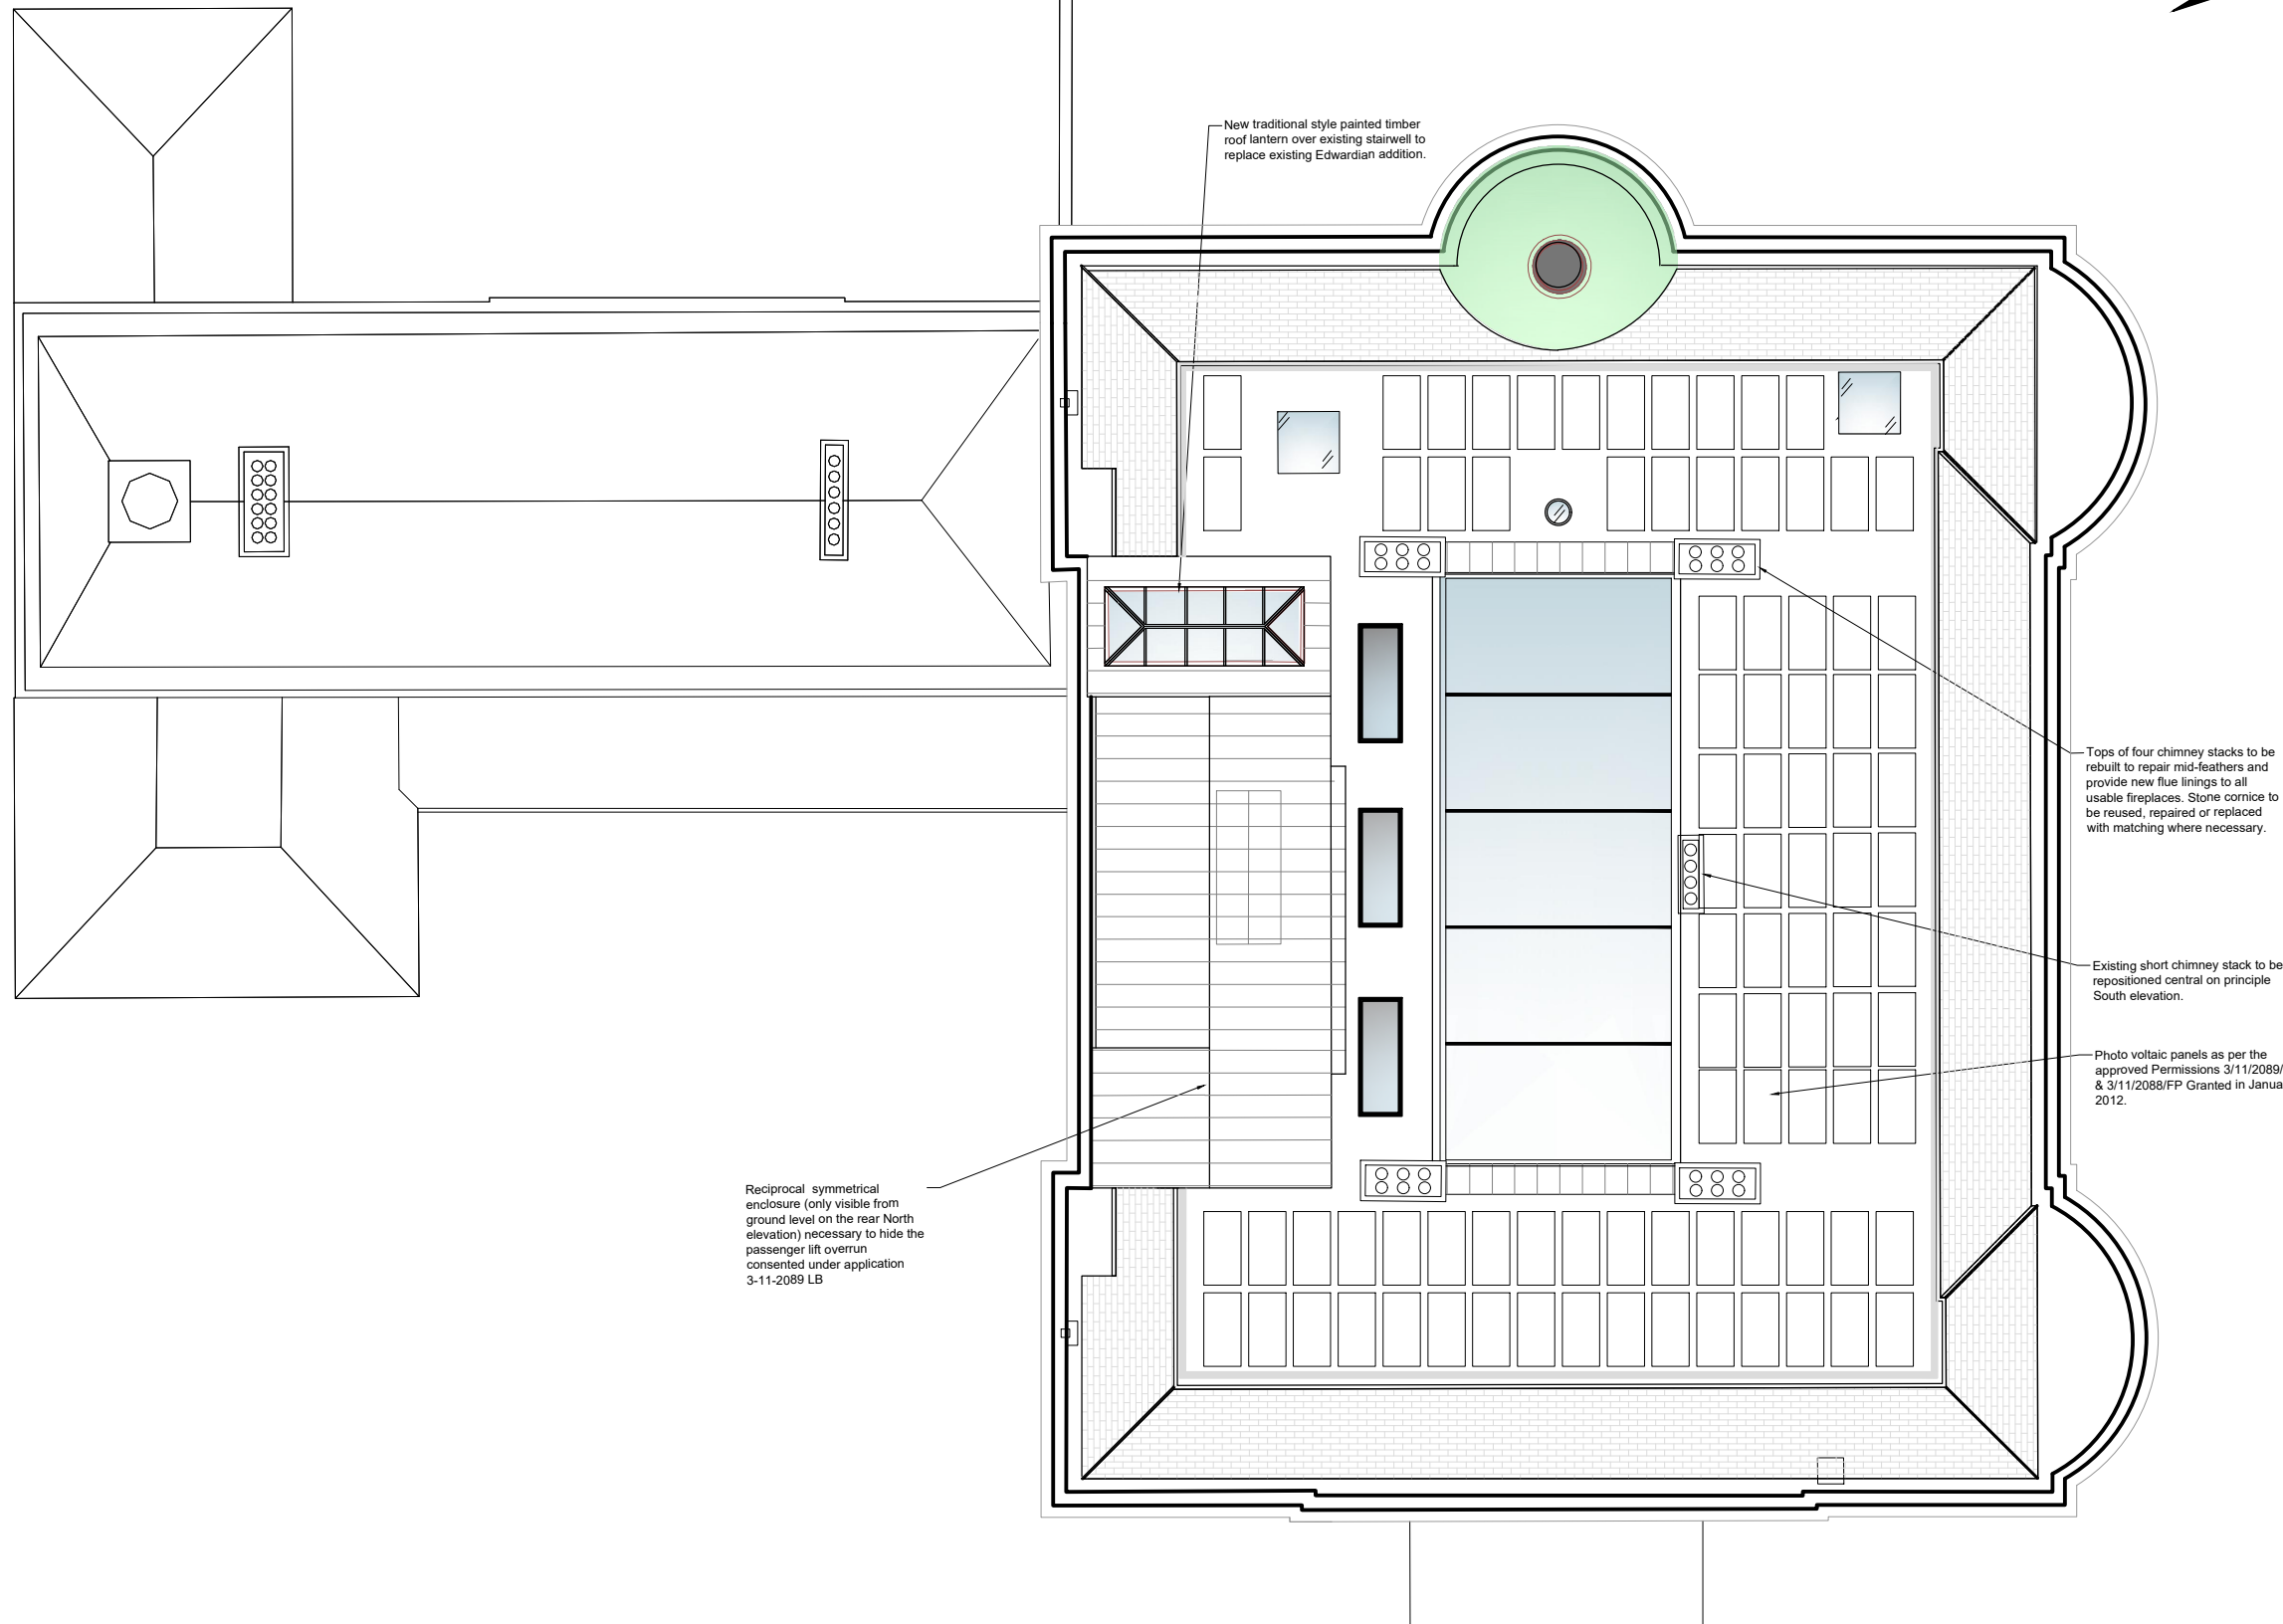 New traditional style painted timber
roof lantern over existing stairwell to
replace existing Edwardian addition.
Tops of four chimney stacks to be
rebuilt to repair mid-feathers and
provide new flue linings to all
usable fireplaces. Stone cornice to
be reused, repaired or replaced
with matching where necessary.
Existing short chimney stack to be
repositioned central on principle
South elevation.
Photo voltaic panels as per the
approved Permissions 3/11/2089/
& 3/11/2088/FP Granted in Janua
2012.
Reciprocal symmetrical
enclosure (only visible from
ground level on the rear North
elevation) necessary to hide the
passenger lift overrun
consented under application
3-11-2089 LB